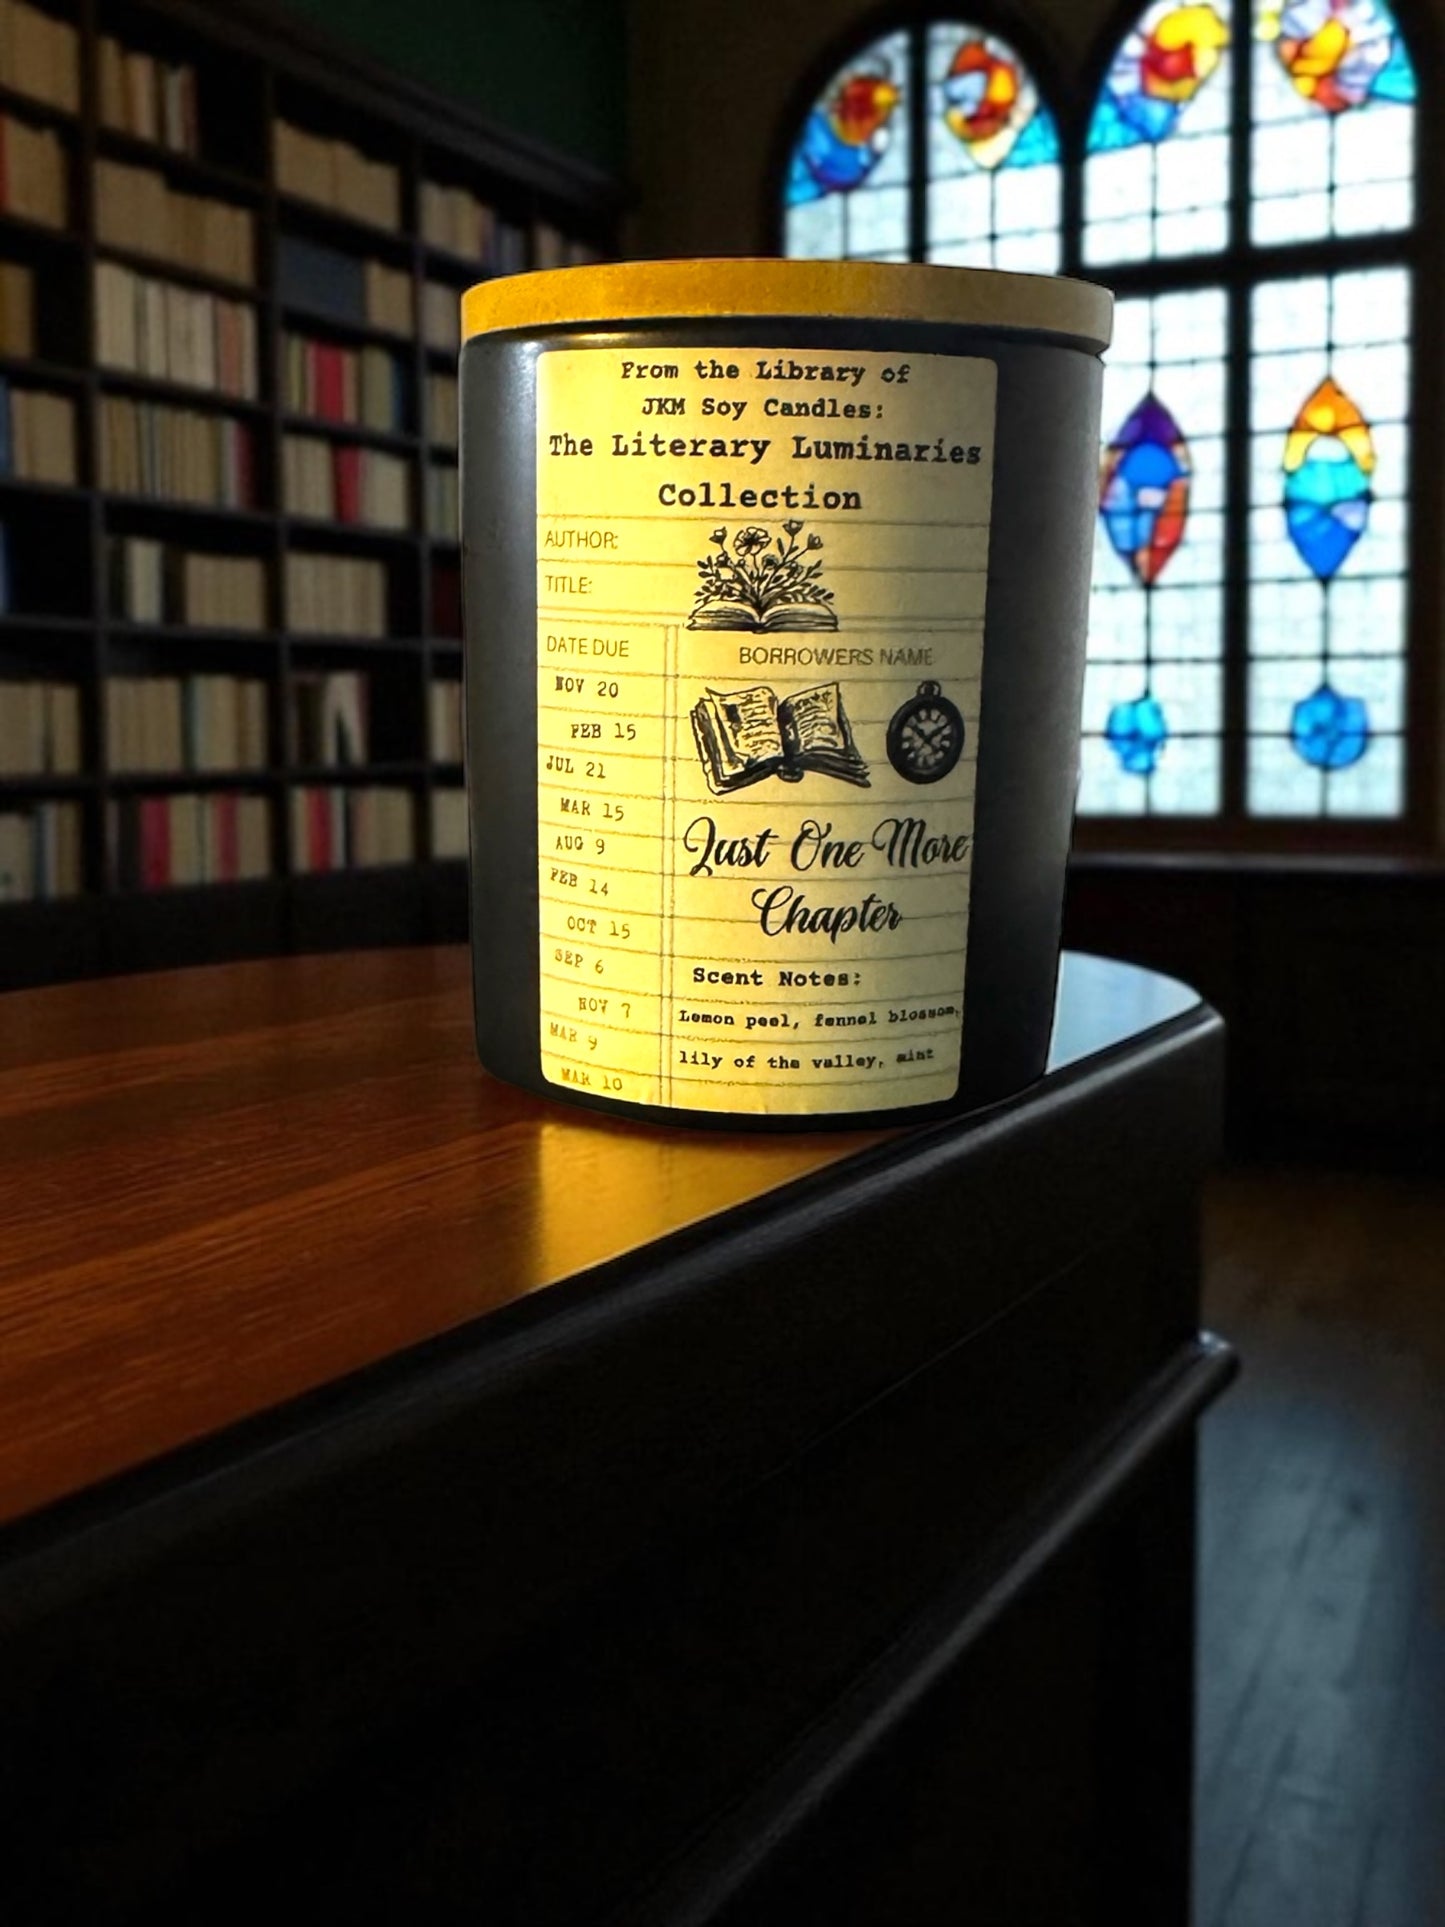 From the Library of
JKM Soy Candles:
The Literary Luminaries
Collection
AUTHOR:
TITLE:
DATE DUE
BORROWERS NAME
NOV 20
FEB 15
JUL 21
MAR 15
AUG 9
FEB 14
OCT 15
SEP 6
NOV 7
MAR 9
MAR 10
Just One More
Chapter
Scent Notes:
Lemon peel, fennel blossom,
lily of the valley, mint